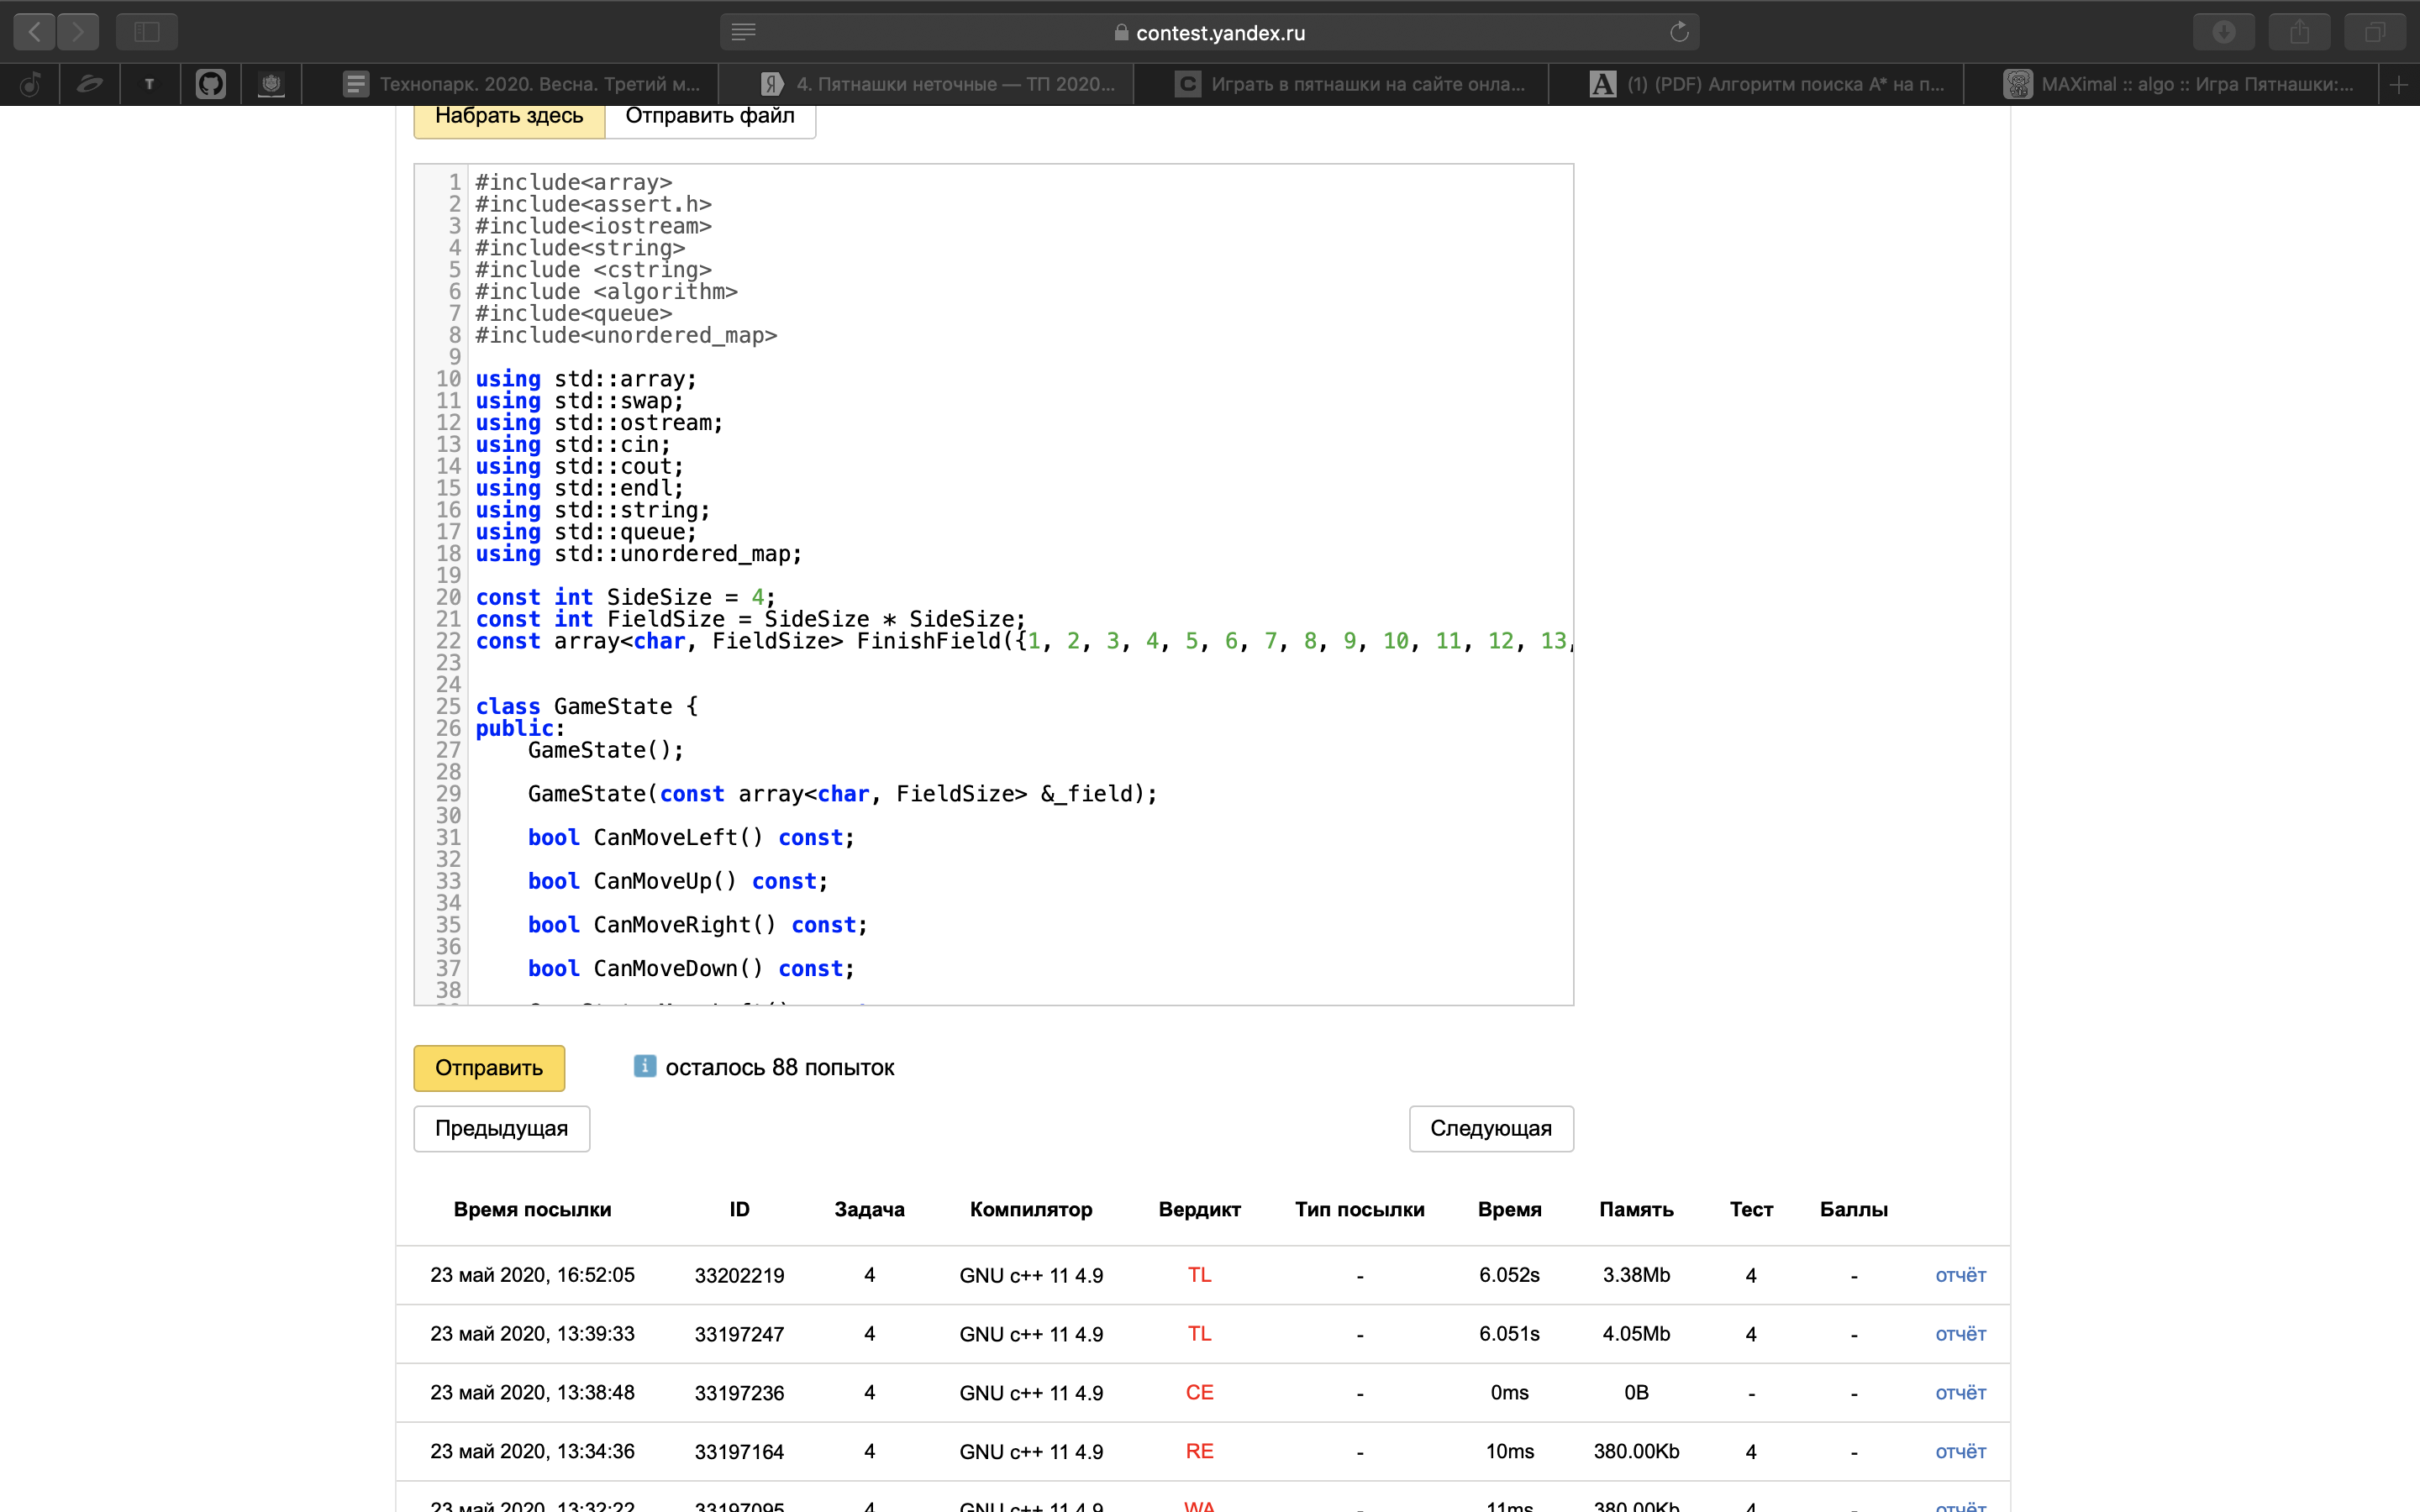 contest.yandex.ru
Технопарк. 2020. Весна. Третий м...
4. Пятнашки неточные — ТП 2020...
Играть в пятнашки на сайте онла...
(1) (PDF) Алгоритм поиска A* на п...
MAXimal :: algo :: Игра Пятнашки:...
Набрать здесь
Отправить файл
1 #include<array>
2 #include<assert.h>
3 #include<iostream>
4 #include<string>
5 #include <cstring>
6 #include <algorithm>
7 #include<queue>
8 #include<unordered_map>
9
10 using std::array;
11 using std::swap;
12 using std::ostream;
13 using std::cin;
14 using std::cout;
15 using std::endl;
16 using std::string;
17 using std::queue;
18 using std::unordered_map;
19
20 const int SideSize = 4;
21 const int FieldSize = SideSize * SideSize;
22 const array<char, FieldSize> FinishField({1, 2, 3, 4, 5, 6, 7, 8, 9, 10, 11, 12, 13,
23
24
25 class GameState {
26 public:
27     GameState();
28
29     GameState(const array<char, FieldSize> &_field);
30
31     bool CanMoveLeft() const;
32
33     bool CanMoveUp() const;
34
35     bool CanMoveRight() const;
36
37     bool CanMoveDown() const;
38
Отправить
осталось 88 попыток
Предыдущая
Следующая
Время посылки ID Задача Компилятор Вердикт Тип посылки Время Память Тест Баллы
23 май 2020, 16:52:05 33202219 4 GNU c++ 11 4.9 TL - 6.052s 3.38Mb 4 - отчёт
23 май 2020, 13:39:33 33197247 4 GNU c++ 11 4.9 TL - 6.051s 4.05Mb 4 - отчёт
23 май 2020, 13:38:48 33197236 4 GNU c++ 11 4.9 CE - 0ms 0B - - отчёт
23 май 2020, 13:34:36 33197164 4 GNU c++ 11 4.9 RE - 10ms 380.00Kb 4 - отчёт
23 май 2020, 13:32:22 33197095 4 GNU c++ 11 4.9 WA - 11ms 380.00Kb 4 - отчёт